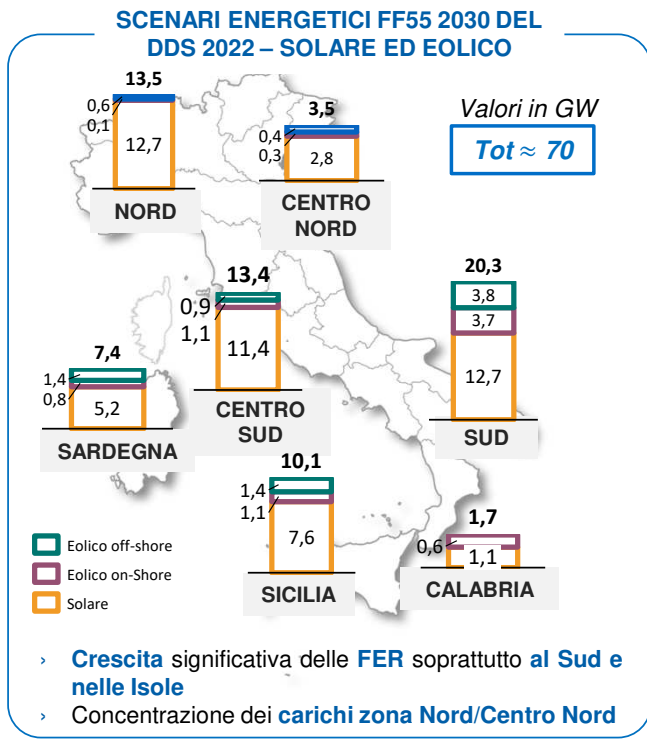 SCENARI ENERGETICI FF55 2030 DEL
DDS 2022 – SOLARE ED EOLICO
Valori in GW
Tot ≈ 70
13,5
0,6
0,1
12,7
NORD
3,5
0,4
0,3
2,8
CENTRO
NORD
13,4
0,9
1,1
11,4
CENTRO
SUD
20,3
3,8
3,7
12,7
SUD
7,4
1,4
0,8
5,2
SARDEGNA
10,1
1,4
1,1
7,6
SICILIA
1,7
0,6
1,1
CALABRIA
Eolico off-shore
Eolico on-Shore
Solare
› Crescita significativa delle FER soprattutto al Sud e
nelle Isole
› Concentrazione dei carichi zona Nord/Centro Nord